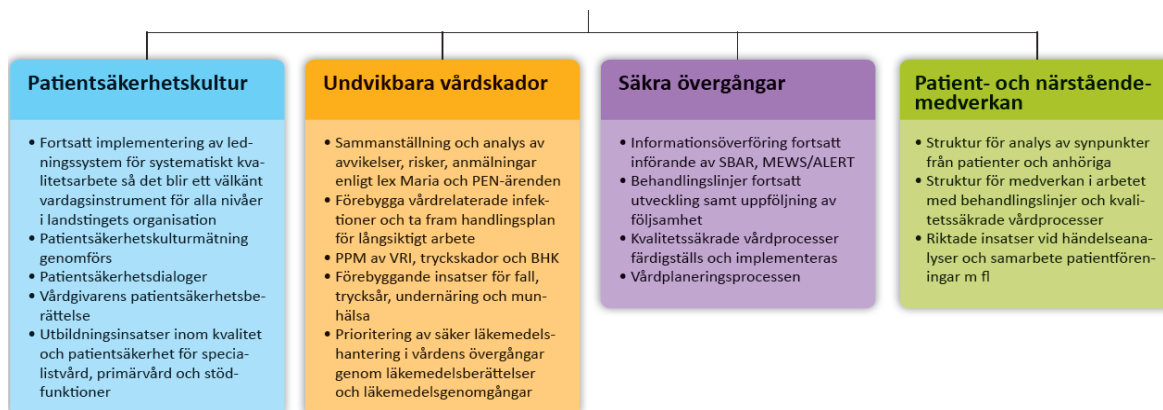 Patientsäkerhetskultur
• Fortsatt implementering av led-
ningssystem för systematiskt kva-
litetsarbete så det blir ett välkänt
vardagsinstrument för alla nivåer
i landstingets organisation
• Patientsäkerhetskulturmätning
genomförs
• Patientsäkerhetsdialoger
• Vårdgivarens patientsäkerhetsbe-
rättelse
• Utbildningsinsatser inom kvalitet
och patientsäkerhet för specia-
listvård, primärvård och stöd-
funktioner
Undvikbara vårdskador
• Sammanställning och analys av
avvikelser, risker, anmälningar
enligt lex Maria och PEN-ärenden
• Förebygga vårdrelaterade infekt-
ioner och ta fram handlingsplan
för långsiktigt arbete
• PPM av VRI, tryckskador och BHK
• Förebyggande insatser för fall,
trycksår, undernäring och mun-
hälsa
• Prioritering av säker läkemedels-
hantering i vårdens övergångar
genom läkemedelsberättelser
och läkemedelsgenomgångar
Säkra övergångar
• Informationsöverföring fortsatt
införande av SBAR, MEWS/ALERT
• Behandlingslinjer fortsatt
utveckling samt uppföljning av
följsamhet
• Kvalitetssäkrade vårdprocesser
färdigställs och implementeras
• Vårdplaneringsprocessen
Patient- och närstående-
medverkan
• Struktur för analys av synpunkter
från patienter och anhöriga
• Struktur för medverkan i arbetet
med behandlingslinjer och kvali-
tetssäkrade vårdprocesser
• Riktade insatser vid händelseana-
lyser och samarbete patientfören-
ingar m fl